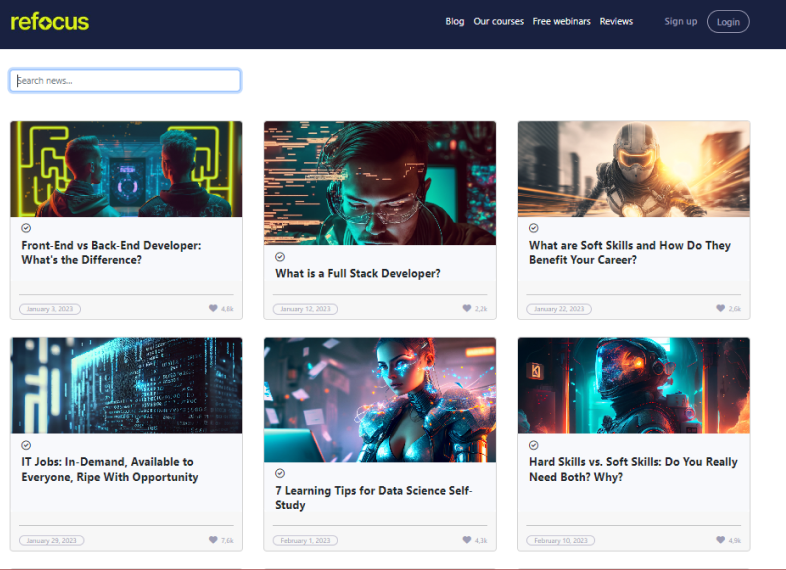 refocus
Blog Our courses Free webinars Reviews Sign up Login
Search news...
Front-End vs Back-End Developer:
What's the Difference?
January 3, 2023 4,8k
What is a Full Stack Developer?
January 12, 2023 2,2k
What are Soft Skills and How Do They
Benefit Your Career?
January 22, 2023 2,6k
IT Jobs: In-Demand, Available to
Everyone, Ripe With Opportunity
January 29, 2023 7,6k
7 Learning Tips for Data Science Self-
Study
February 1, 2023 4,3k
Hard Skills vs. Soft Skills: Do You Really
Need Both? Why?
February 10, 2023 4,9k